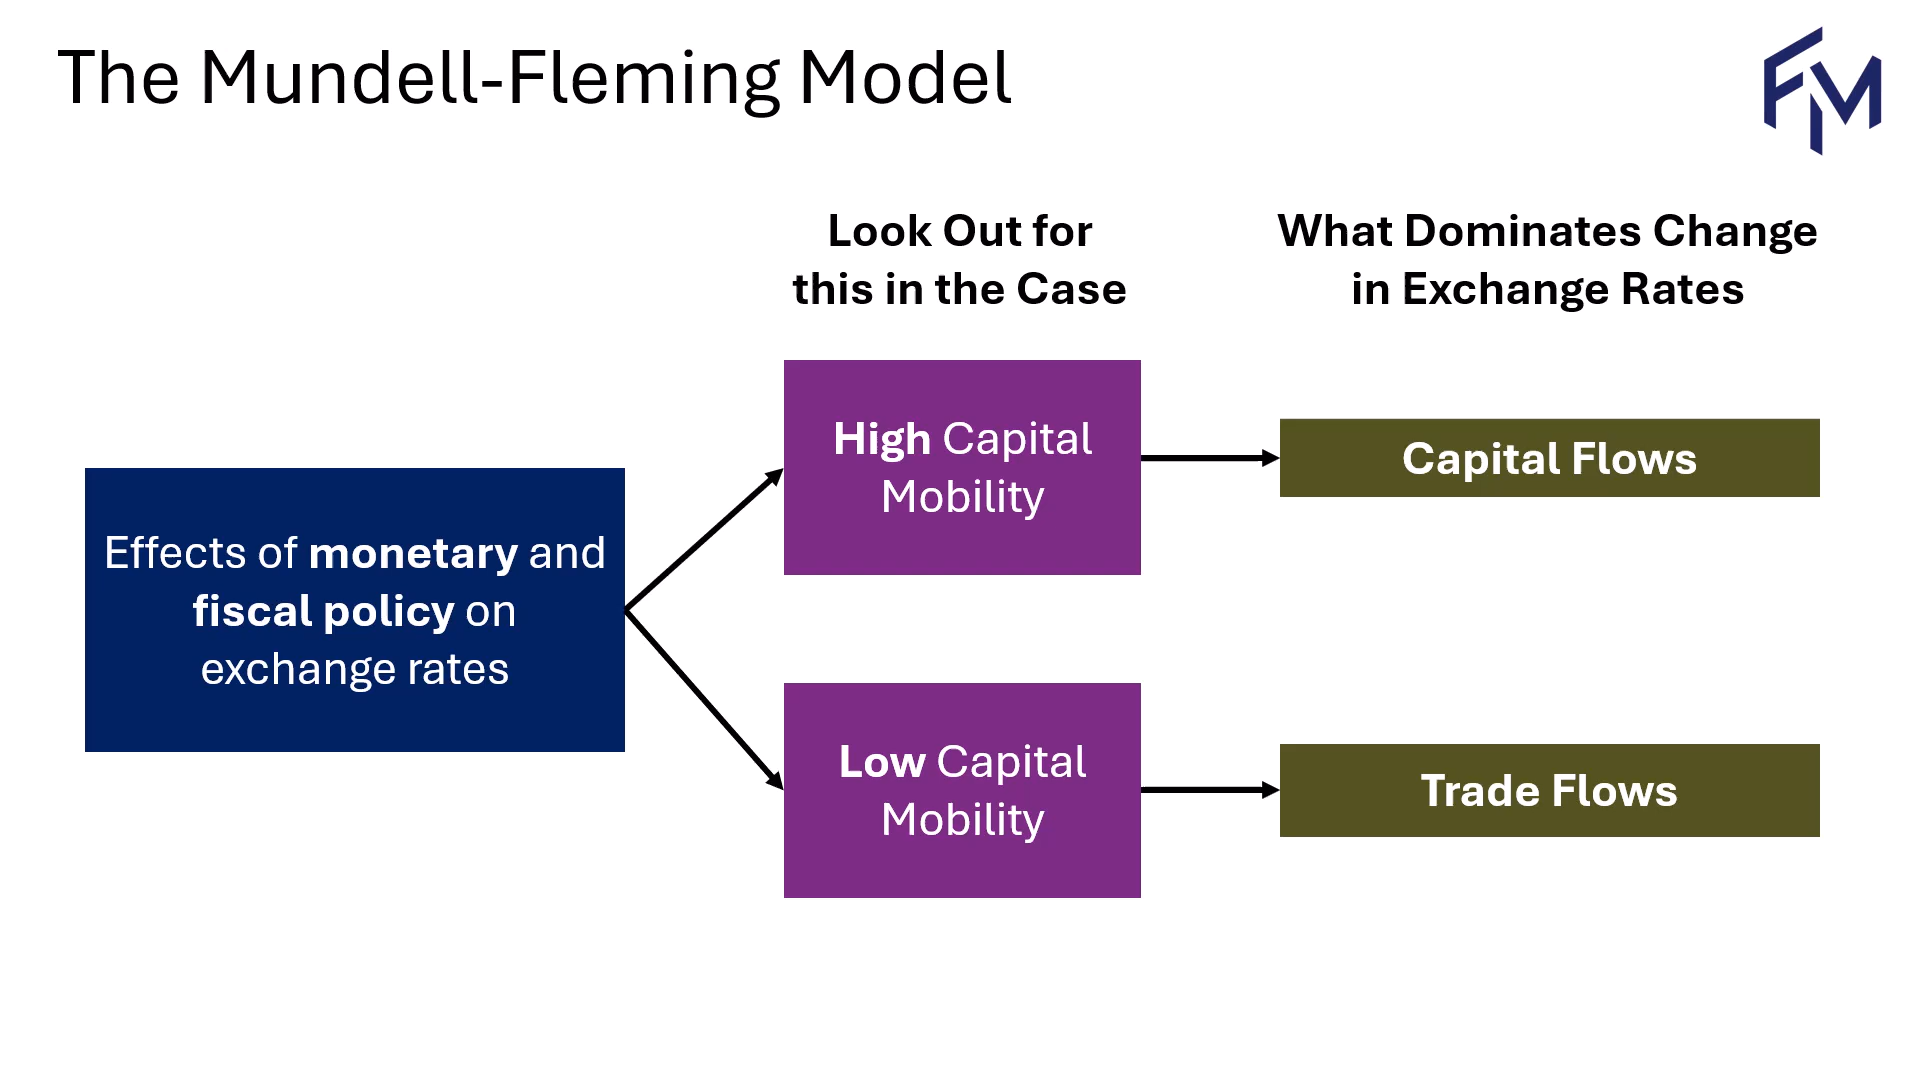 The Mundell-Fleming Model
FM
Look Out for
this in the Case
What Dominates Change
in Exchange Rates
High Capital
Mobility
Capital Flows
Effects of monetary and
fiscal policy on
exchange rates
Low Capital
Mobility
Trade Flows